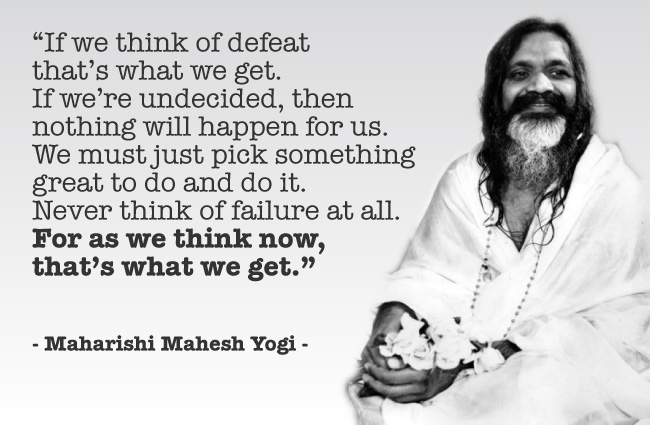 “If we think of defeat
that’s what we get.
If we’re undecided, then
nothing will happen for us.
We must just pick something
great to do and do it.
Never think of failure at all.
For as we think now,
that’s what we get.”
- Maharishi Mahesh Yogi -